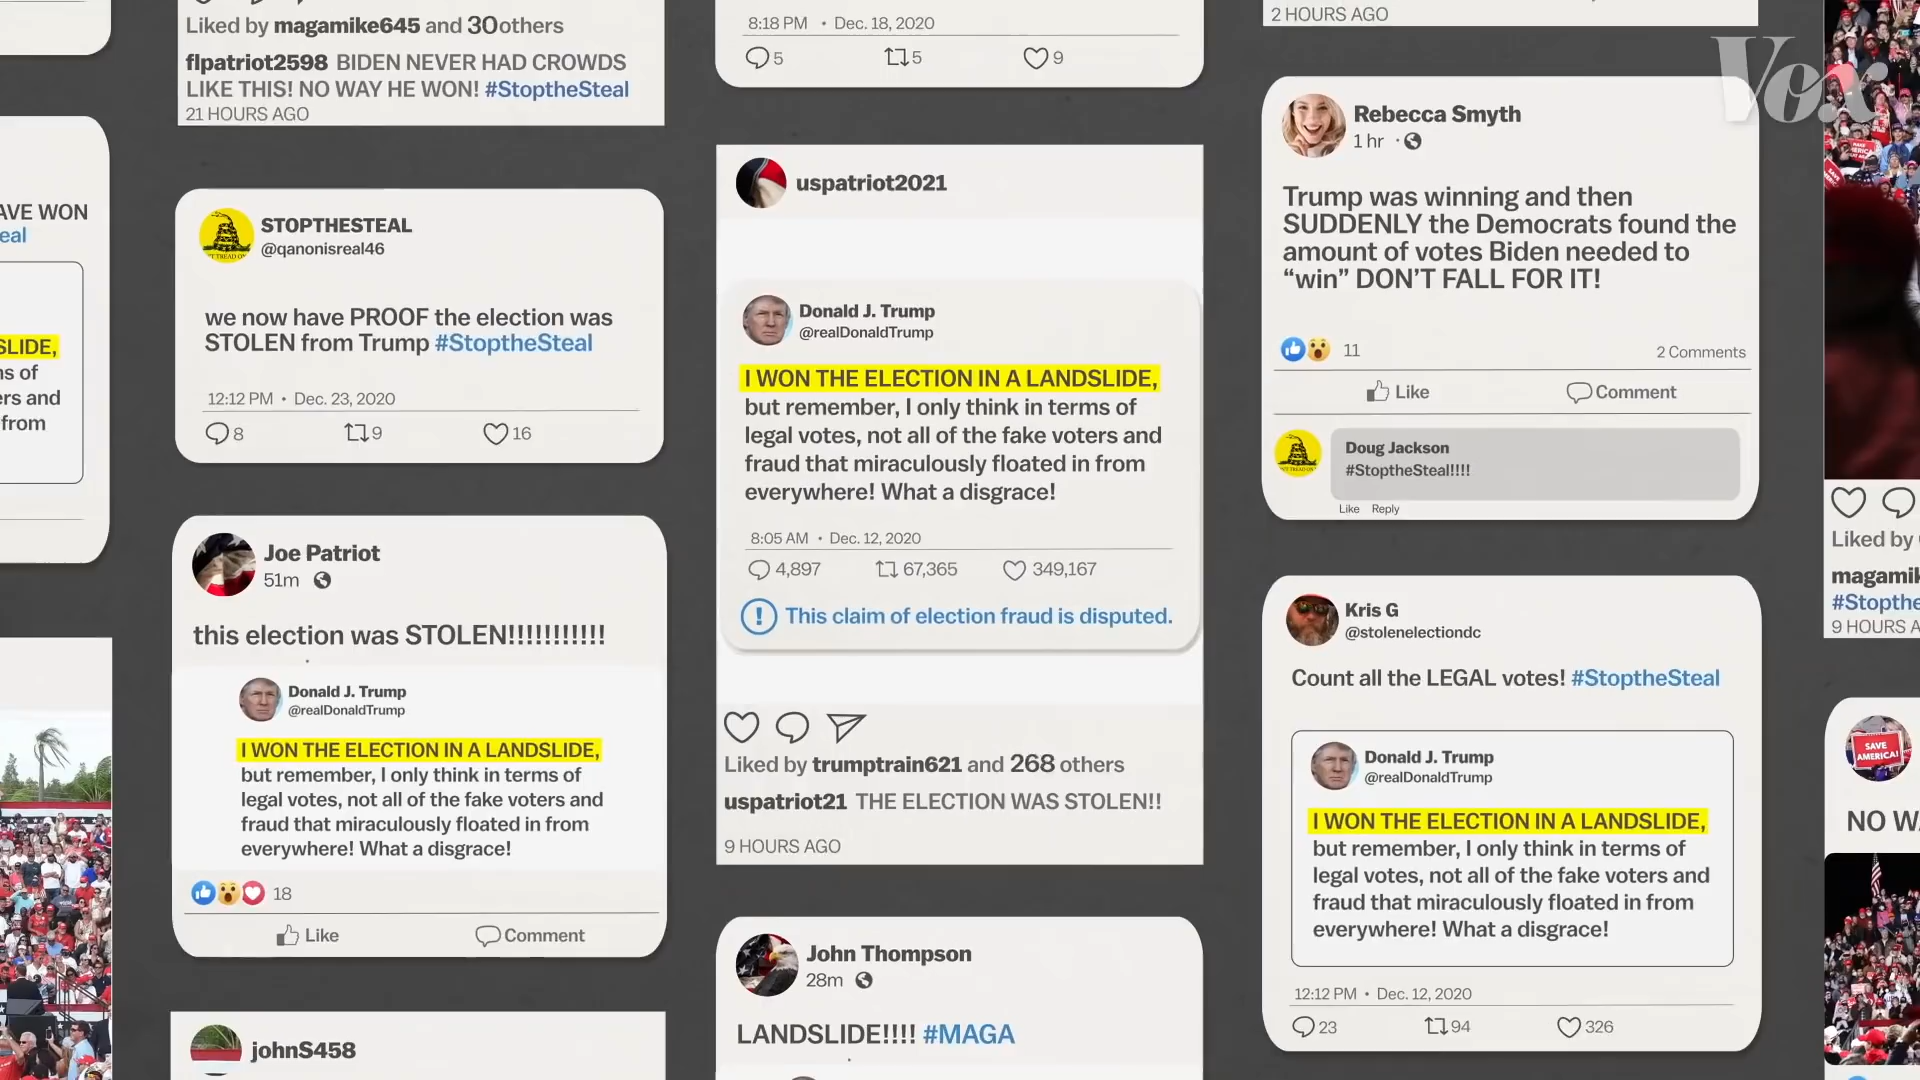 AVE WON
eal
SLIDE,
ns of
ers and
from
Liked by magamike645 and 30 others
flpatriot2598 BIDEN NEVER HAD CROWDS
LIKE THIS! NO WAY HE WON! #StoptheSteal
21 HOURS AGO
STOPTHESTEAL
@qanonisreal46
we now have PROOF the election was
STOLEN from Trump #StoptheSteal
12:12 PM • Dec. 23, 2020
8 9 16
Joe Patriot
51m
this election was STOLEN!!!!!!!!!!!
Donald J. Trump
@realDonaldTrump
I WON THE ELECTION IN A LANDSLIDE,
but remember, I only think in terms of
legal votes, not all of the fake voters and
fraud that miraculously floated in from
everywhere! What a disgrace!
18
Like Comment
johnS458
8:18 PM • Dec. 18, 2020
5 5 9
uspatriot2021
Donald J. Trump
@realDonaldTrump
I WON THE ELECTION IN A LANDSLIDE,
but remember, I only think in terms of
legal votes, not all of the fake voters and
fraud that miraculously floated in from
everywhere! What a disgrace!
8:05 AM • Dec. 12, 2020
4,897 67,365 349,167
This claim of election fraud is disputed.
Liked by trumptrain621 and 268 others
uspatriot21 THE ELECTION WAS STOLEN!!
9 HOURS AGO
John Thompson
28m
LANDSLIDE!!!! #MAGA
2 HOURS AGO
Vox
Rebecca Smyth
1 hr
Trump was winning and then
SUDDENLY the Democrats found the
amount of votes Biden needed to
“win” DON’T FALL FOR IT!
11 2 Comments
Like Comment
Doug Jackson
#StoptheSteal!!!!
Like Reply
Kris G
@stolenelectiondc
Count all the LEGAL votes! #StoptheSteal
Donald J. Trump
@realDonaldTrump
I WON THE ELECTION IN A LANDSLIDE,
but remember, I only think in terms of
legal votes, not all of the fake voters and
fraud that miraculously floated in from
everywhere! What a disgrace!
12:12 PM • Dec. 12, 2020
23 94 326
Liked by
magamik
#Stopthe
9 HOURS A
SAVE
AMERICA!
NO WA